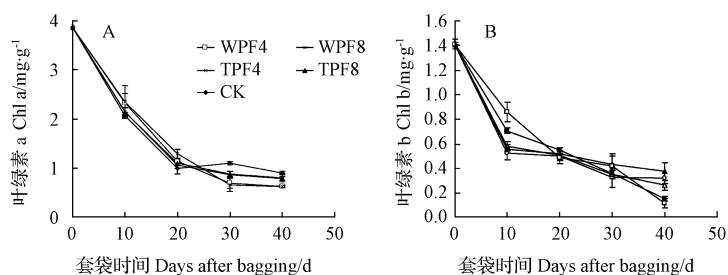 A
WPF4
WPF8
TPF4
TPF8
CK
叶绿素 a Chl a/mg·g-1
4
3
2
1
0
0 10 20 30 40 50
套袋时间 Days after bagging/d
B
叶绿素 b Chl b/mg·g-1
1.6
1.4
1.2
1.0
0.8
0.6
0.4
0.2
0.0
0 10 20 30 40 50
套袋时间 Days after bagging/d